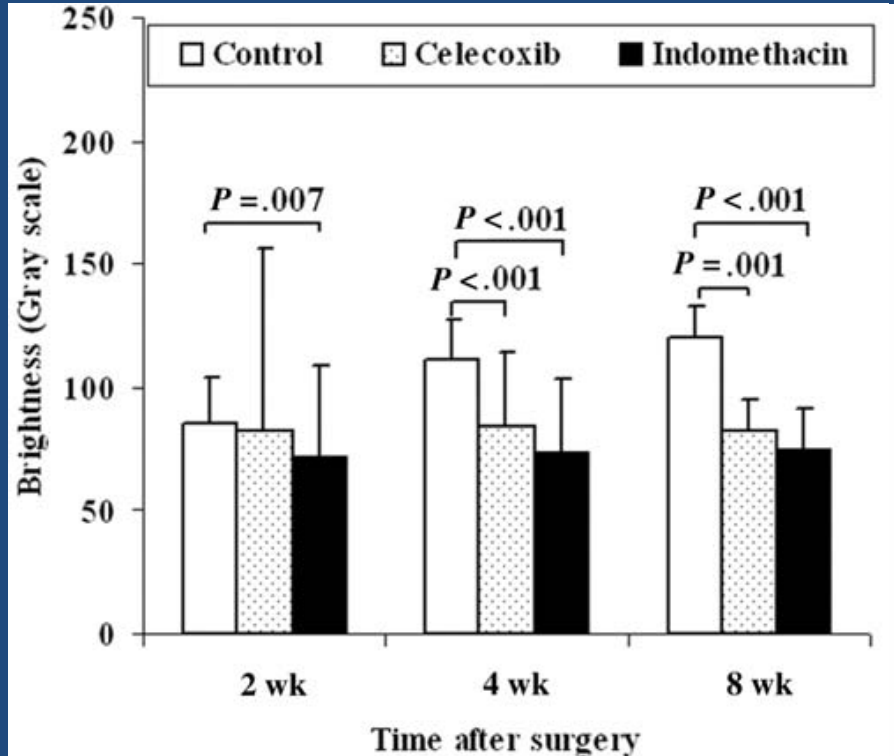 250
Control Celecoxib Indomethacin
200
P =.007
P <.001
P <.001
150
P <.001
P =.001
100
50
0
Brightness (Gray scale)
2 wk 4 wk 8 wk
Time after surgery